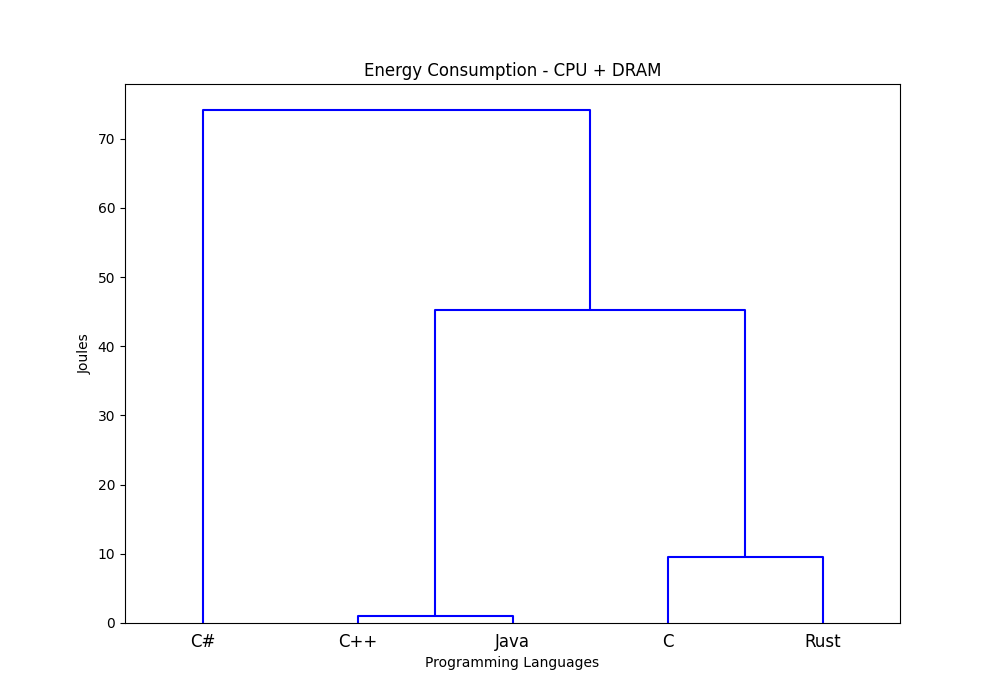 Energy Consumption - CPU + DRAM
70
60
50
40
30
20
10
0
Joules
C# C++ Java C Rust
Programming Languages